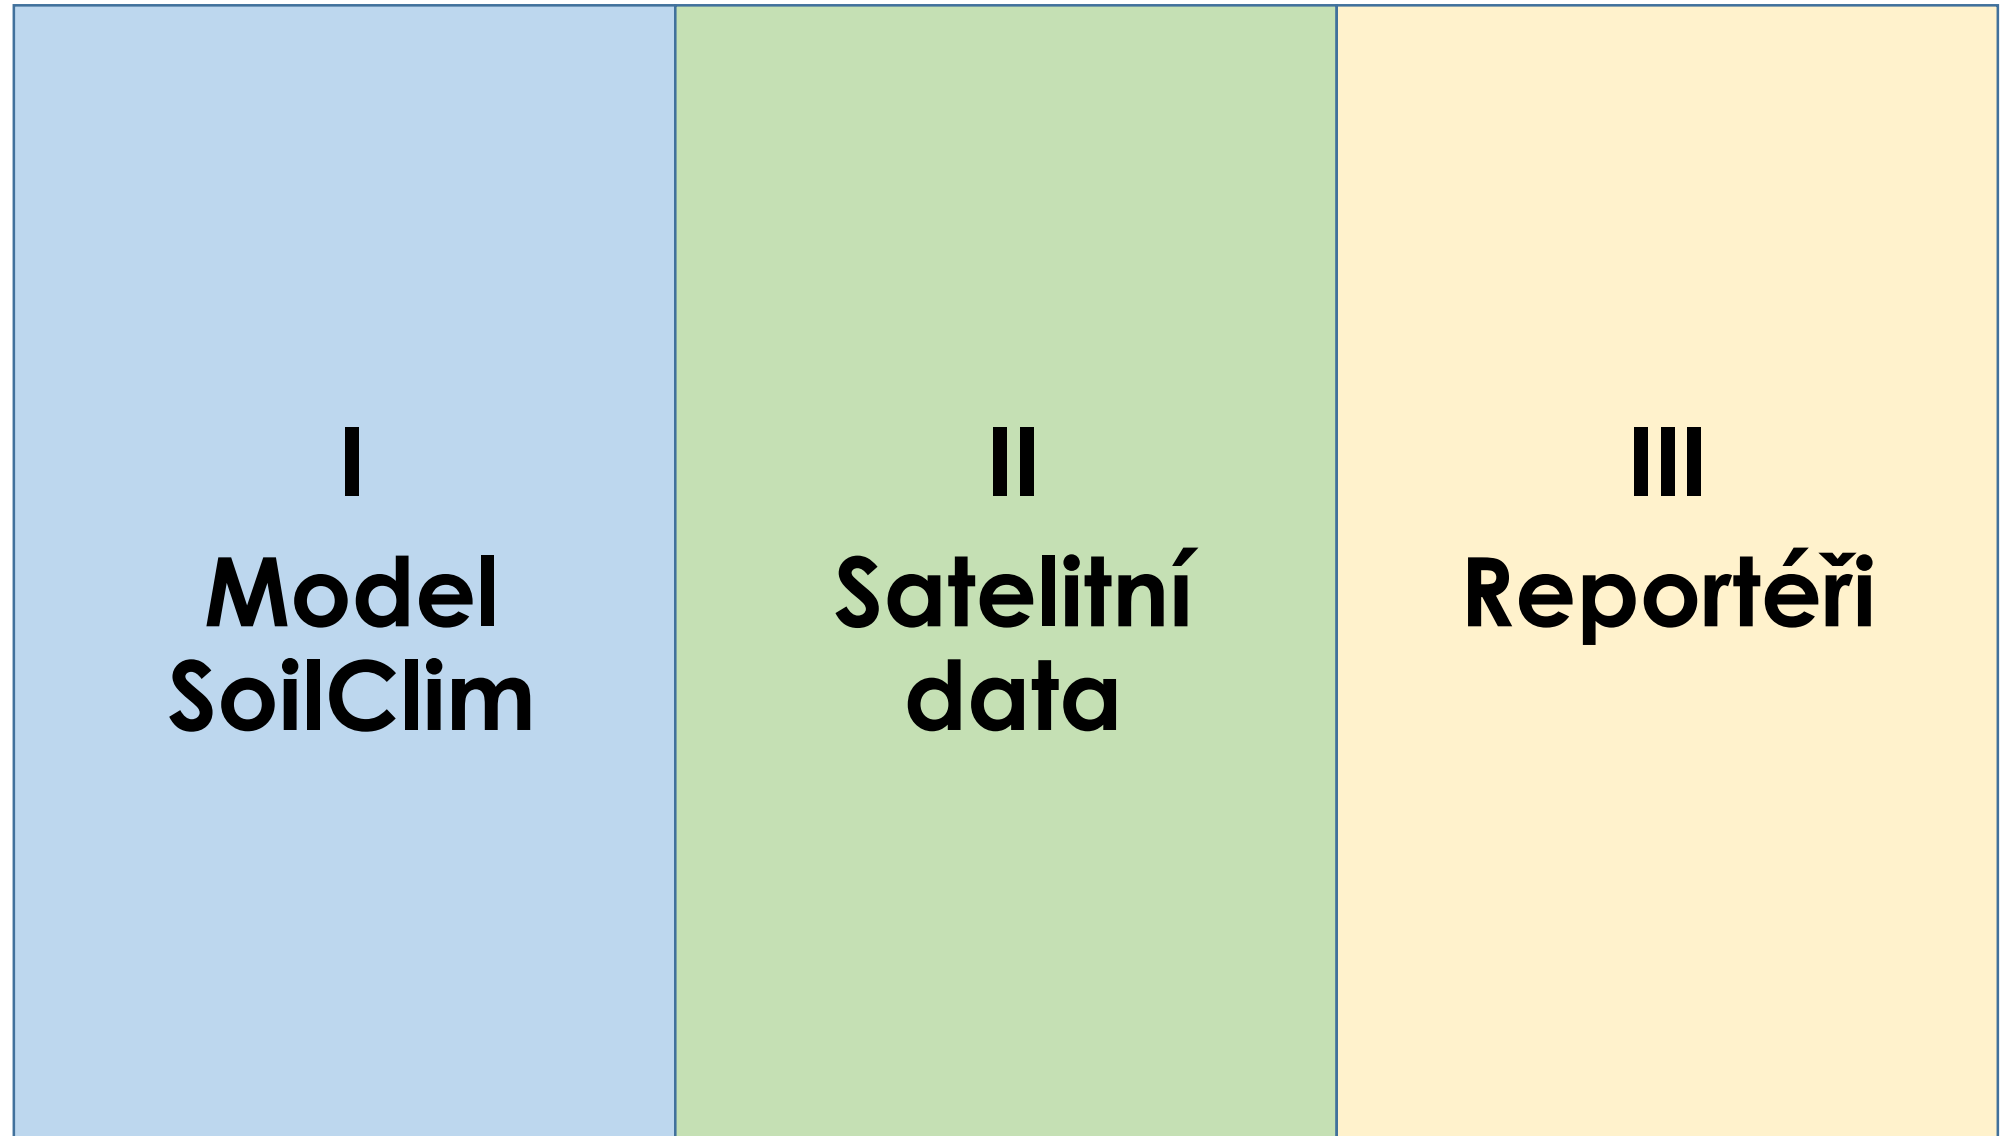 I
Model
SoilClim
II
Satelitní
data
III
Reportéři